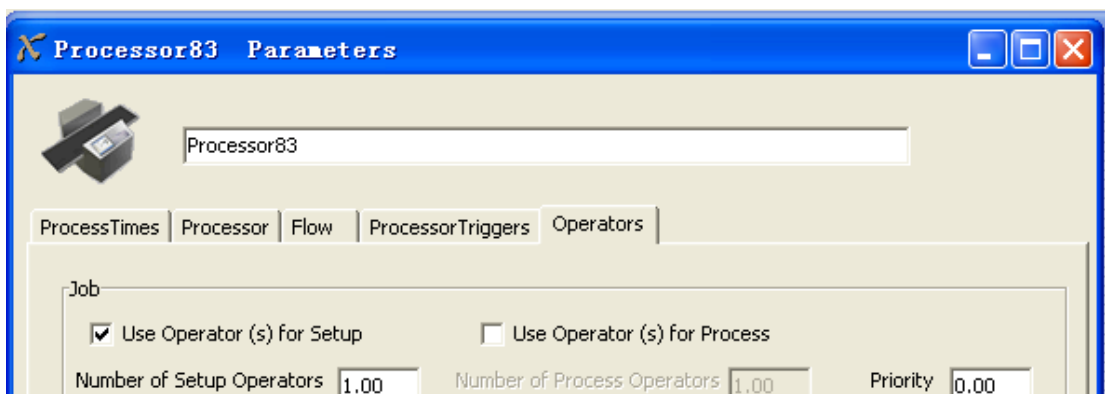 Processor83 Parameters
Processor83
ProcessTimes Processor Flow ProcessorTriggers Operators
Job
Use Operator (s) for Setup Use Operator (s) for Process
Number of Setup Operators 1.00 Number of Process Operators 1.00 Priority 0.00